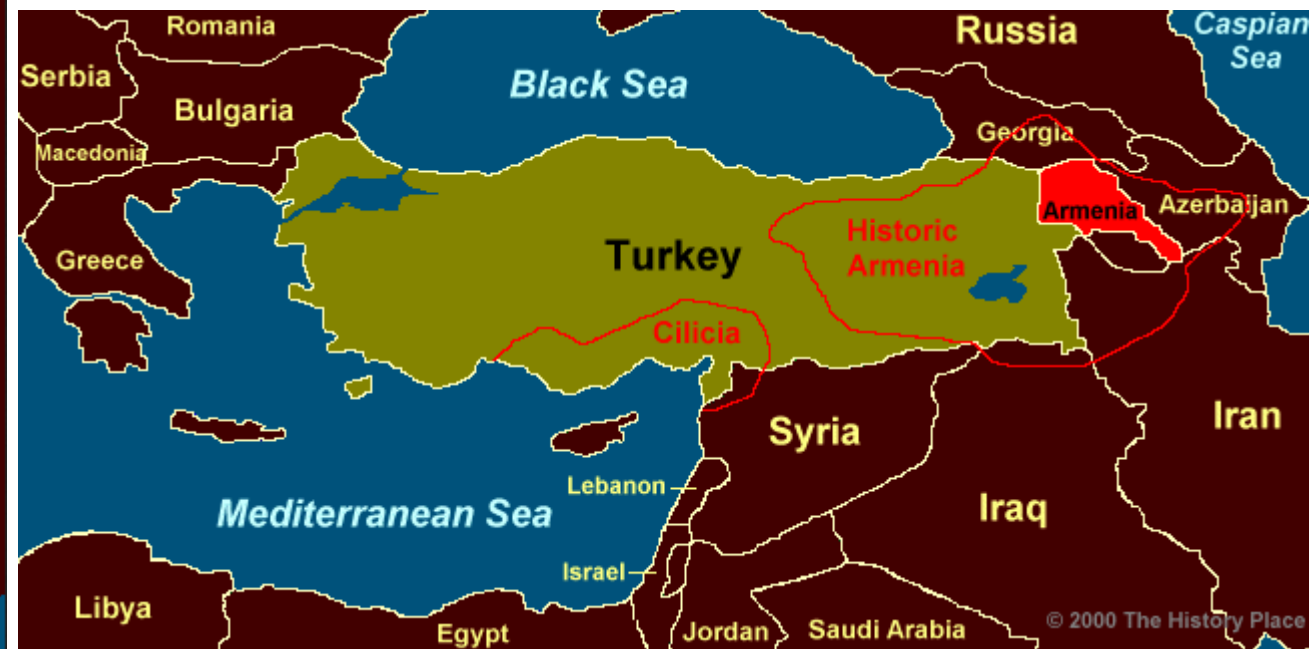 Romania
Russia
Caspian
Sea
Serbia
Black Sea
Bulgaria
Georgia
Macedonia
Armenia
Azerbaijan
Historic
Armenia
Greece
Turkey
Cilicia
Syria
Iran
Lebanon
Mediterranean Sea
Iraq
Israel
Libya
Egypt
Jordan
Saudi Arabia
© 2000 The History Place